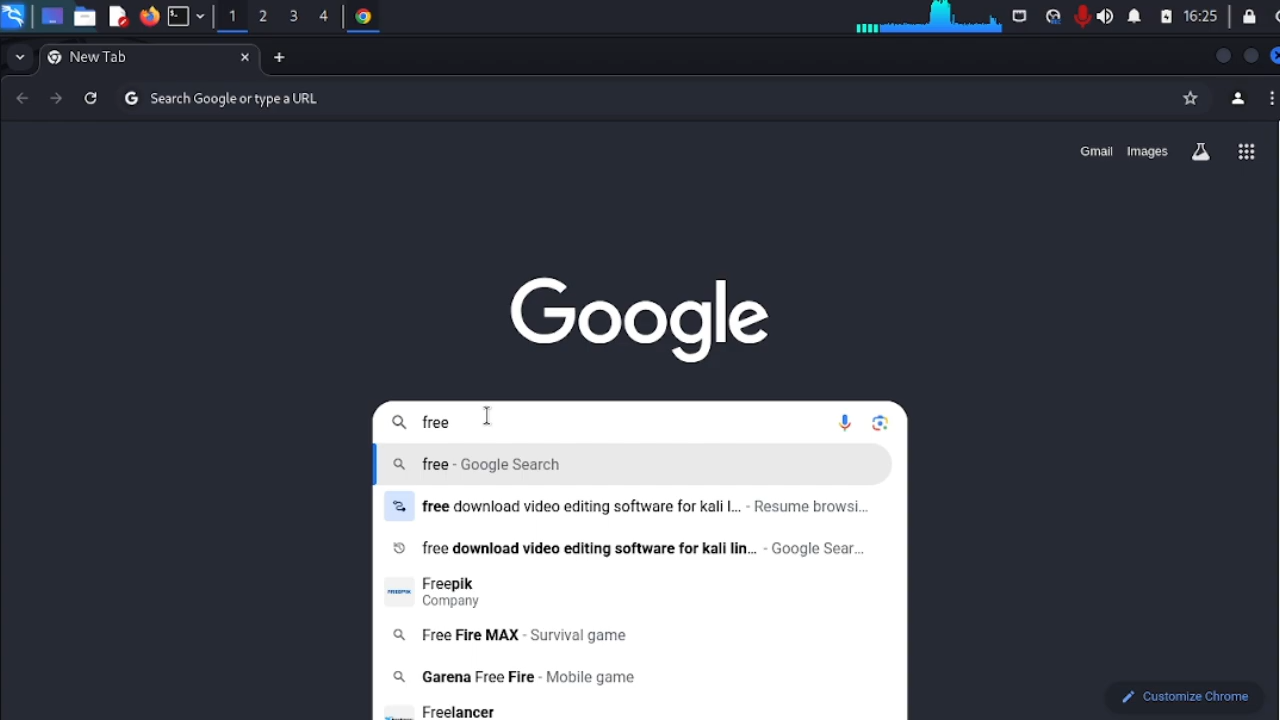 1 2 3 4 16:25
New Tab
Search Google or type a URL
Gmail Images
Google
free
free - Google Search
free download video editing software for kali l... - Resume browsi...
free download video editing software for kali lin... - Google Sear...
Freepik
Company
Free Fire MAX - Survival game
Garena Free Fire - Mobile game
Freelancer
Customize Chrome